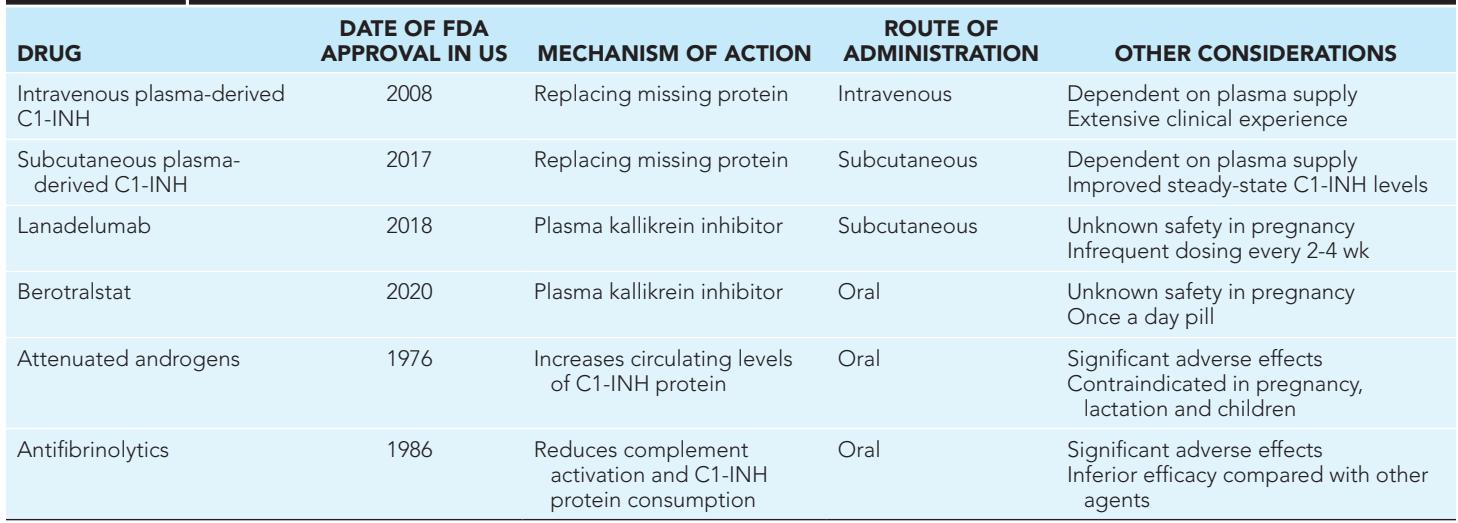 DRUG
DATE OF FDA
APPROVAL IN US
MECHANISM OF ACTION
ROUTE OF
ADMINISTRATION
OTHER CONSIDERATIONS
Intravenous plasma-derived
C1-INH
2008
Replacing missing protein
Intravenous
Dependent on plasma supply
Extensive clinical experience
Subcutaneous plasma-
derived C1-INH
2017
Replacing missing protein
Subcutaneous
Dependent on plasma supply
Improved steady-state C1-INH levels
Lanadelumab
2018
Plasma kallikrein inhibitor
Subcutaneous
Unknown safety in pregnancy
Infrequent dosing every 2-4 wk
Berotralstat
2020
Plasma kallikrein inhibitor
Oral
Unknown safety in pregnancy
Once a day pill
Attenuated androgens
1976
Increases circulating levels
of C1-INH protein
Oral
Significant adverse effects
Contraindicated in pregnancy,
lactation and children
Antifibrinolytics
1986
Reduces complement
activation and C1-INH
protein consumption
Oral
Significant adverse effects
Inferior efficacy compared with other
agents